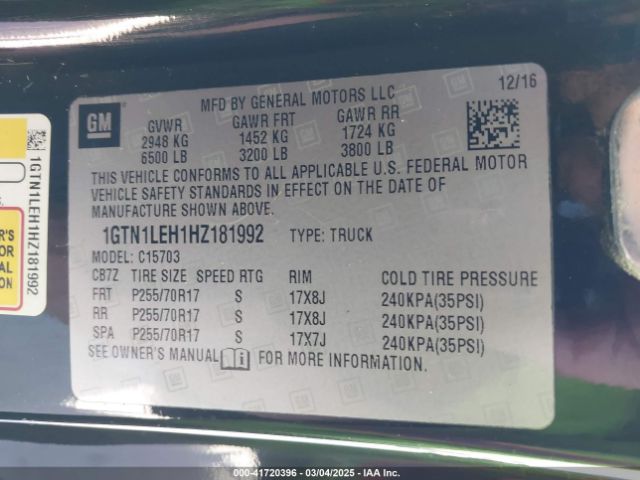 MFD BY GENERAL MOTORS LLC
12/16
GM
GVWR GAWR FRT GAWR RR
2948 KG 1452 KG 1724 KG
6500 LB 3200 LB 3800 LB
THIS VEHICLE CONFORMS TO ALL APPLICABLE U.S. FEDERAL MOTOR
VEHICLE SAFETY STANDARDS IN EFFECT ON THE DATE OF
MANUFACTURE SHOWN ABOVE.
1GTN1LEH1HZ181992 TYPE: TRUCK
MODEL: C15703
CB7Z TIRE SIZE SPEED RTG RIM COLD TIRE PRESSURE
FRT P255/70R17 S 17X8J 240KPA(35PSI)
RR P255/70R17 S 17X8J 240KPA(35PSI)
SPA P255/70R17 S 17X7J 240KPA(35PSI)
SEE OWNER'S MANUAL FOR MORE INFORMATION.
1GTN1LEH1HZ181992
000-41720396 - 03/04/2025 - IAA Inc.